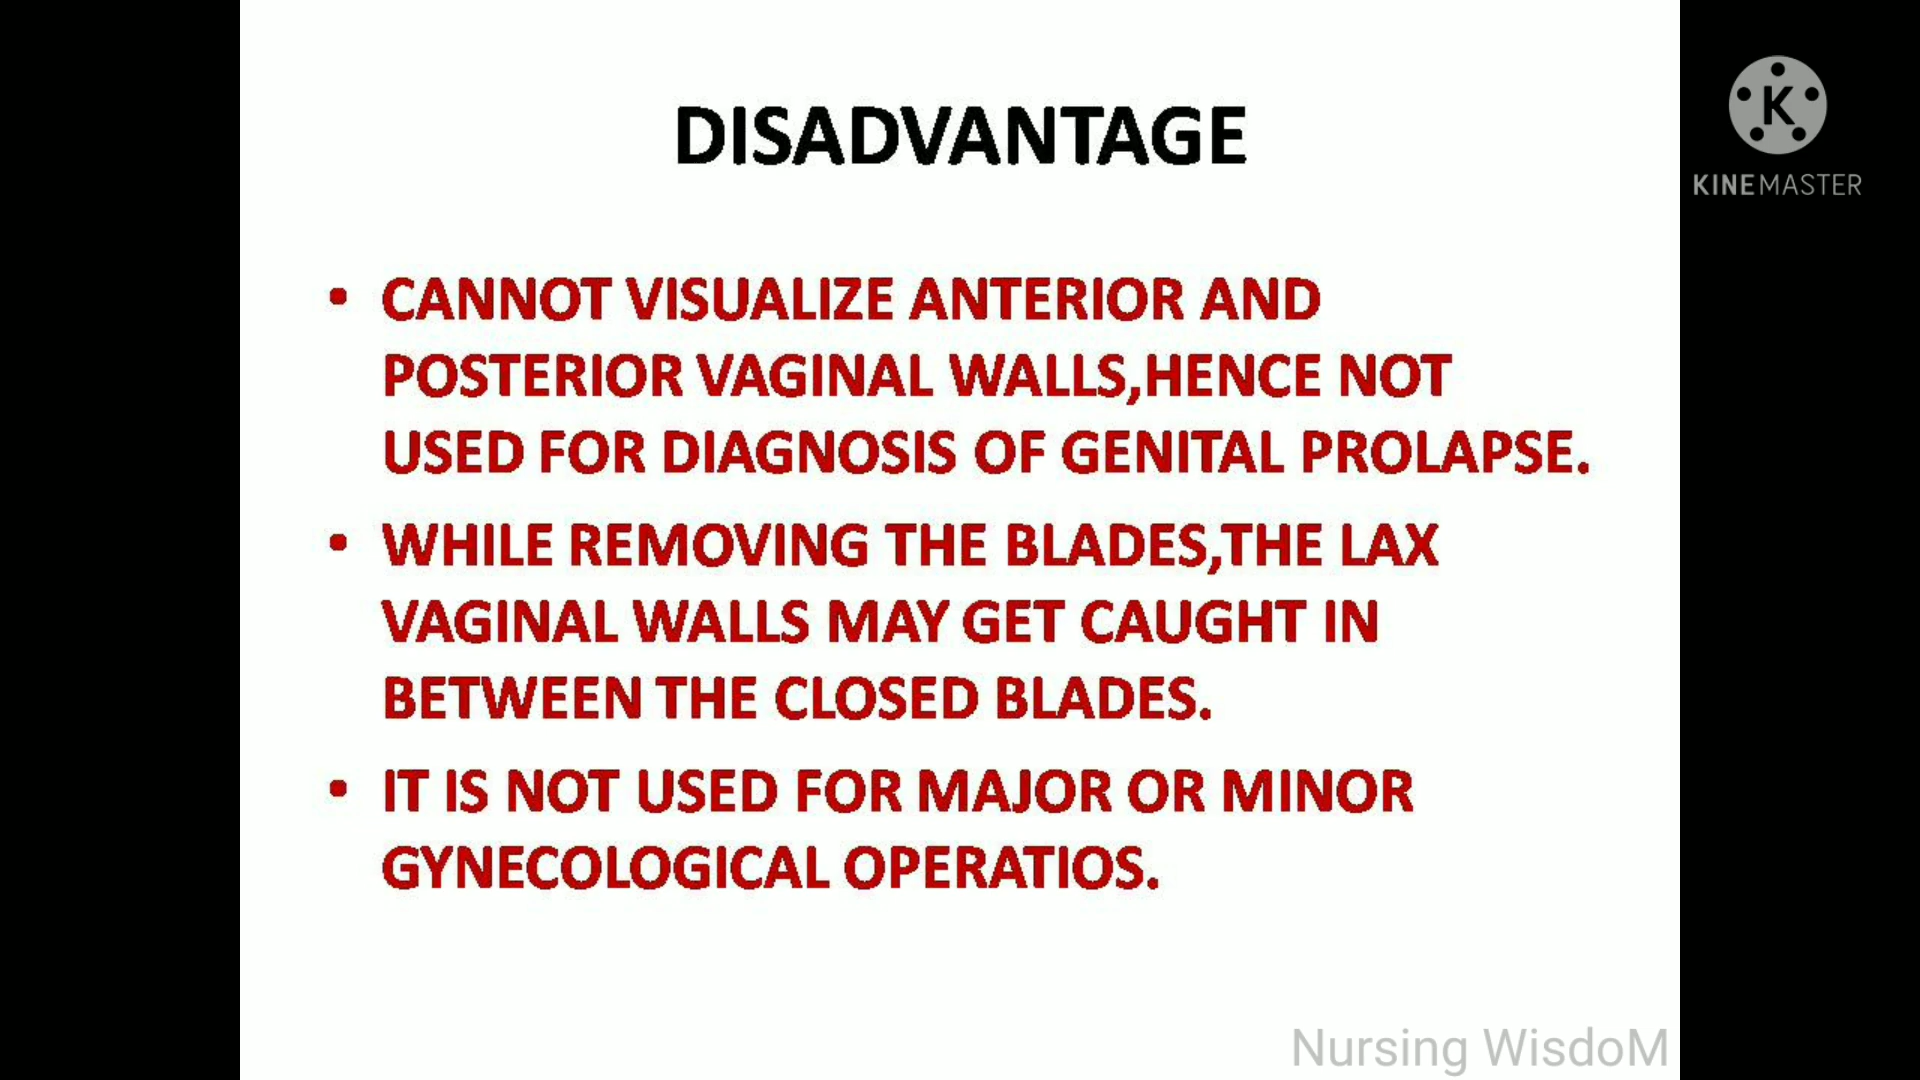 DISADVANTAGE
K
KINEMASTER
• CANNOT VISUALIZE ANTERIOR AND
POSTERIOR VAGINAL WALLS,HENCE NOT
USED FOR DIAGNOSIS OF GENITAL PROLAPSE.
• WHILE REMOVING THE BLADES,THE LAX
VAGINAL WALLS MAY GET CAUGHT IN
BETWEEN THE CLOSED BLADES.
• IT IS NOT USED FOR MAJOR OR MINOR
GYNECOLOGICAL OPERATIOS.
Nursing WisdoM